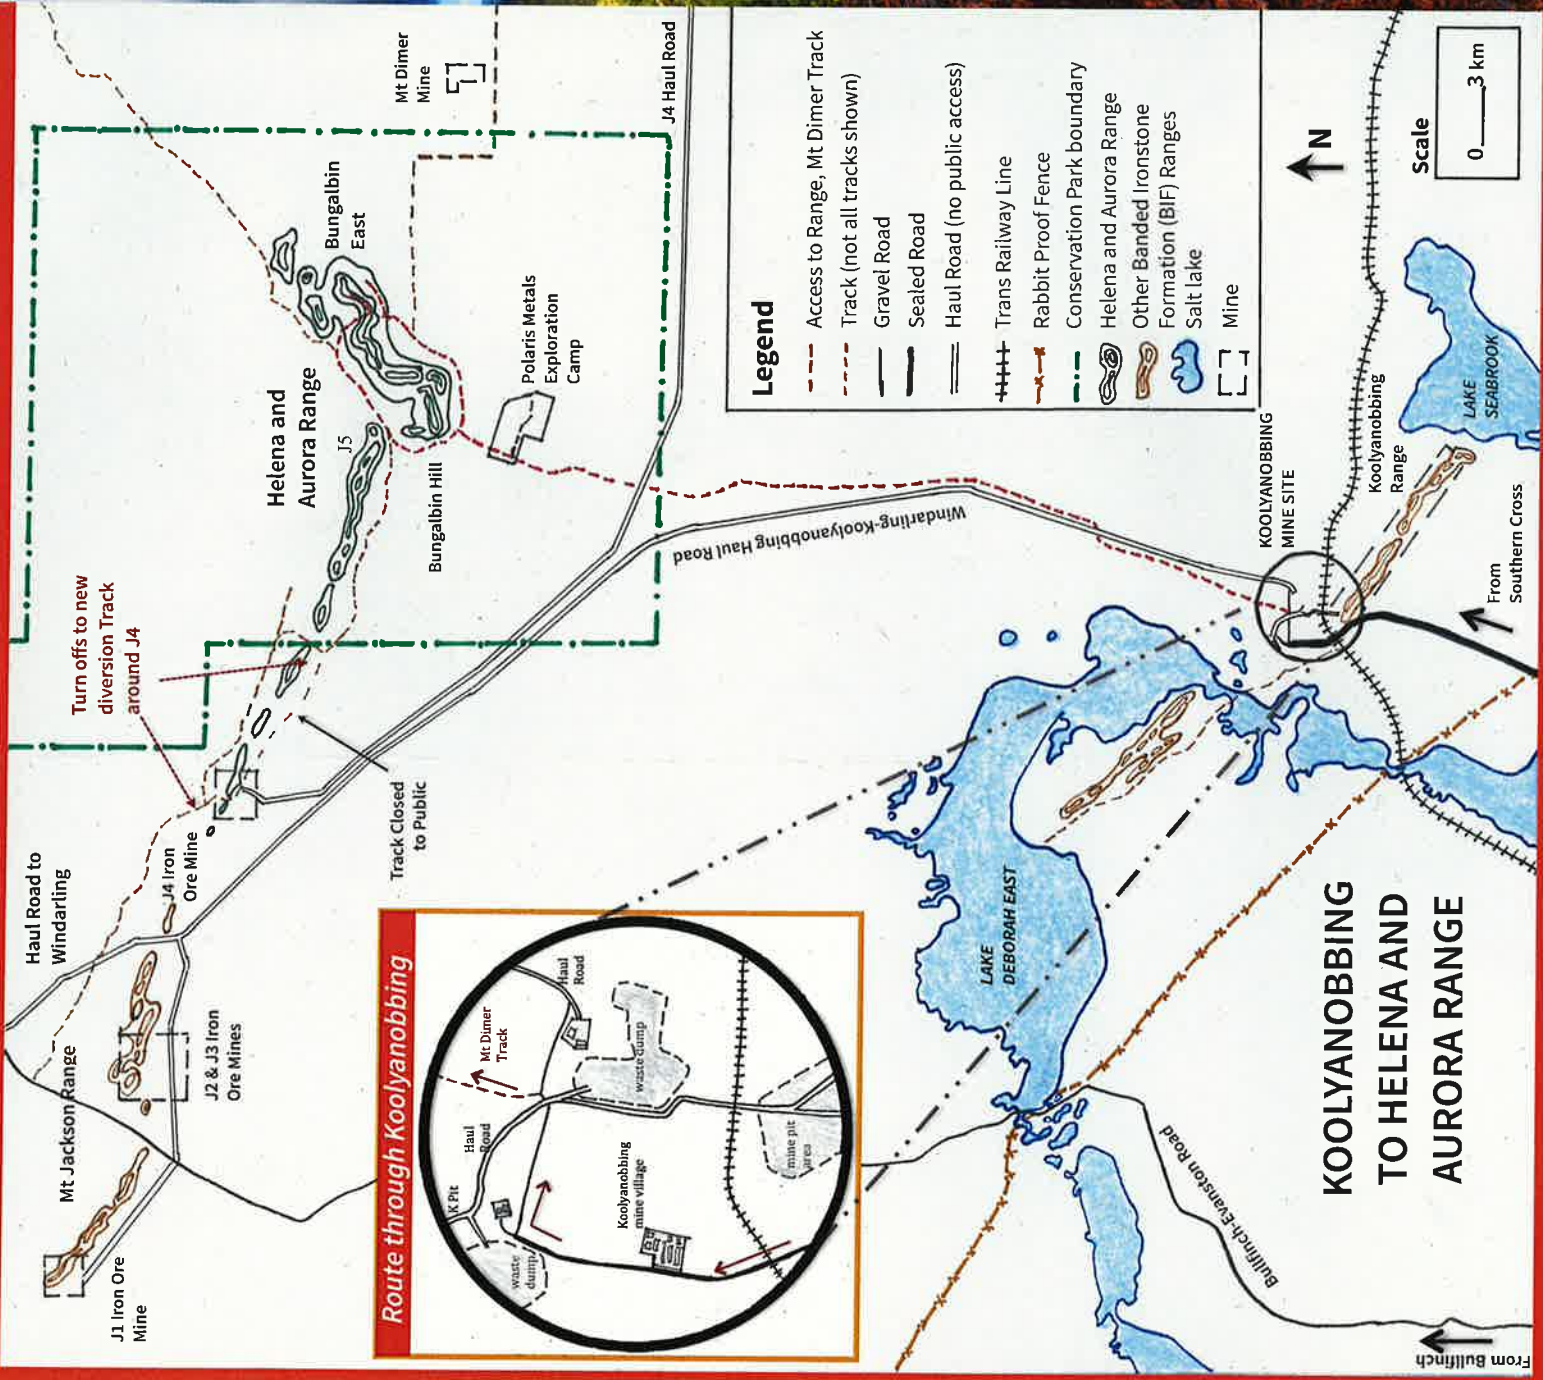 KOOLYANOBBING
TO HELENA AND
AURORA RANGE
Haul Road to
Windarling
Mt Jackson Range
J1 Iron Ore
Mine
J2 & J3 Iron
Ore Mines
J4 Iron
Ore Mine
Turn offs to new
diversion Track
around J4
Track Closed
to Public
Helena and
Aurora Range
J5
Bungalbin Hill
Bungalbin
East
Mt Dimer
Mine
Polaris Metals
Exploration
Camp
J4 Haul Road
Windarling-Koolyanobbing Haul Road
Route through Koolyanobbing
K Pit
Haul
Road
Mt Dimer
Track
Haul
Road
waste
dump
waste dump
Koolyanobbing
mine village
mine pit
area
LAKE
DEBORAH EAST
Bullfinch-Evanston Road
From Bullfinch
KOOLYANOBBING
MINE SITE
Koolyanobbing
Range
LAKE
SEABROOK
From
Southern Cross
Legend
Access to Range, Mt Dimer Track
Track (not all tracks shown)
Gravel Road
Sealed Road
Haul Road (no public access)
Trans Railway Line
Rabbit Proof Fence
Conservation Park boundary
Helena and Aurora Range
Other Banded Ironstone
Formation (BIF) Ranges
Salt lake
Mine
N
Scale
0 3 km